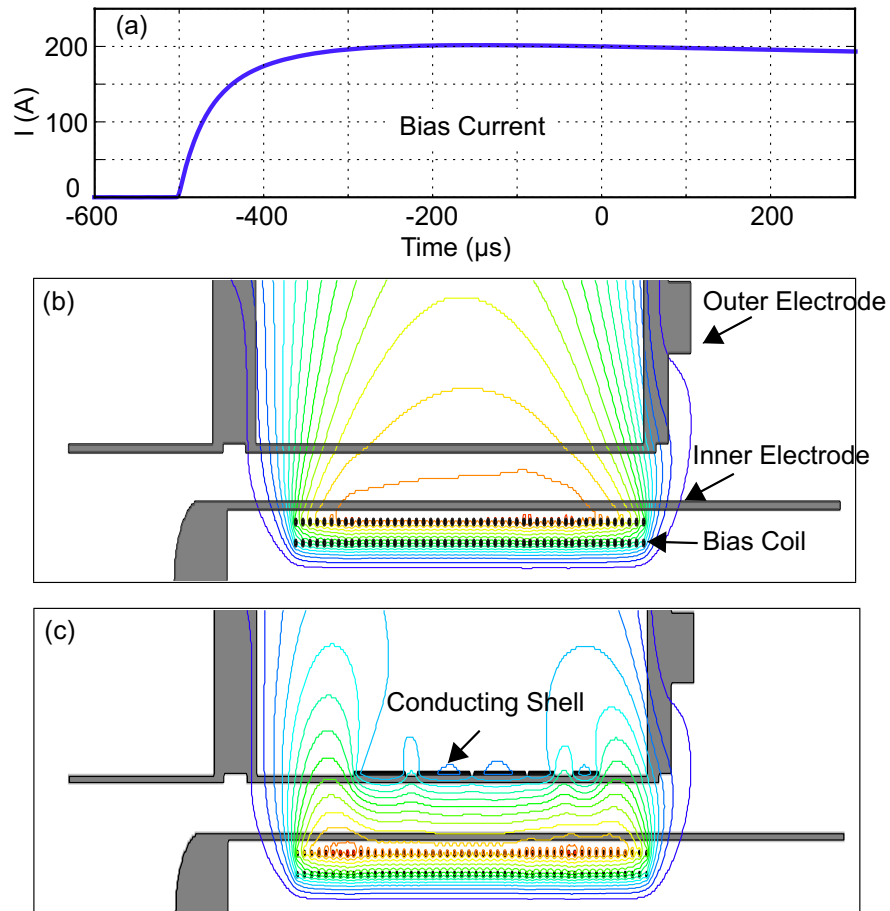 (a)
200
100
0
I (A)
Bias Current
-600
-400
-200
0
200
Time (µs)
(b)
Outer Electrode
Inner Electrode
Bias Coil
(c)
Conducting Shell